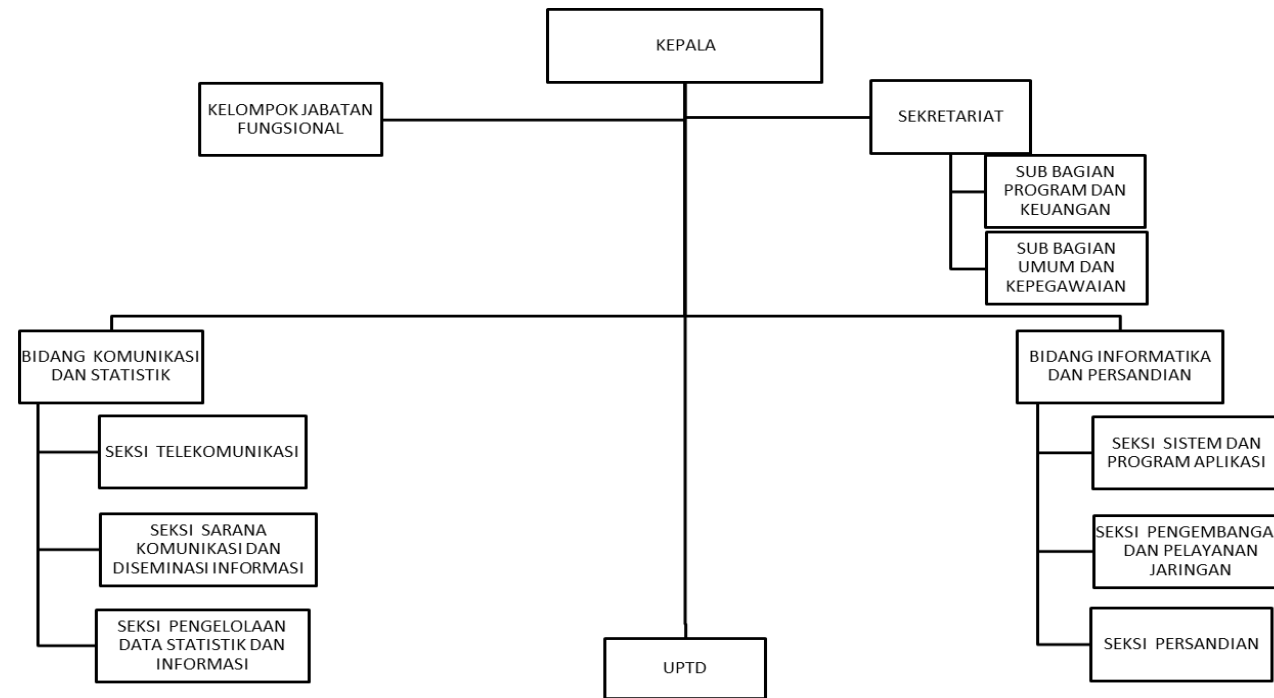 KEPALA
KELOMPOK JABATAN
FUNGSIONAL
SEKRETARIAT
SUB BAGIAN
PROGRAM DAN
KEUANGAN
SUB BAGIAN
UMUM DAN
KEPEGAWAIAN
BIDANG KOMUNIKASI
DAN STATISTIK
SEKSI TELEKOMUNIKASI
SEKSI SARANA
KOMUNIKASI DAN
DISEMINASI INFORMASI
SEKSI PENGELOLAAN
DATA STATISTIK DAN
INFORMASI
UPTD
BIDANG INFORMATIKA
DAN PERSANDIAN
SEKSI SISTEM DAN
PROGRAM APLIKASI
SEKSI PENGEMBANGA
DAN PELAYANAN
JARINGAN
SEKSI PERSANDIAN